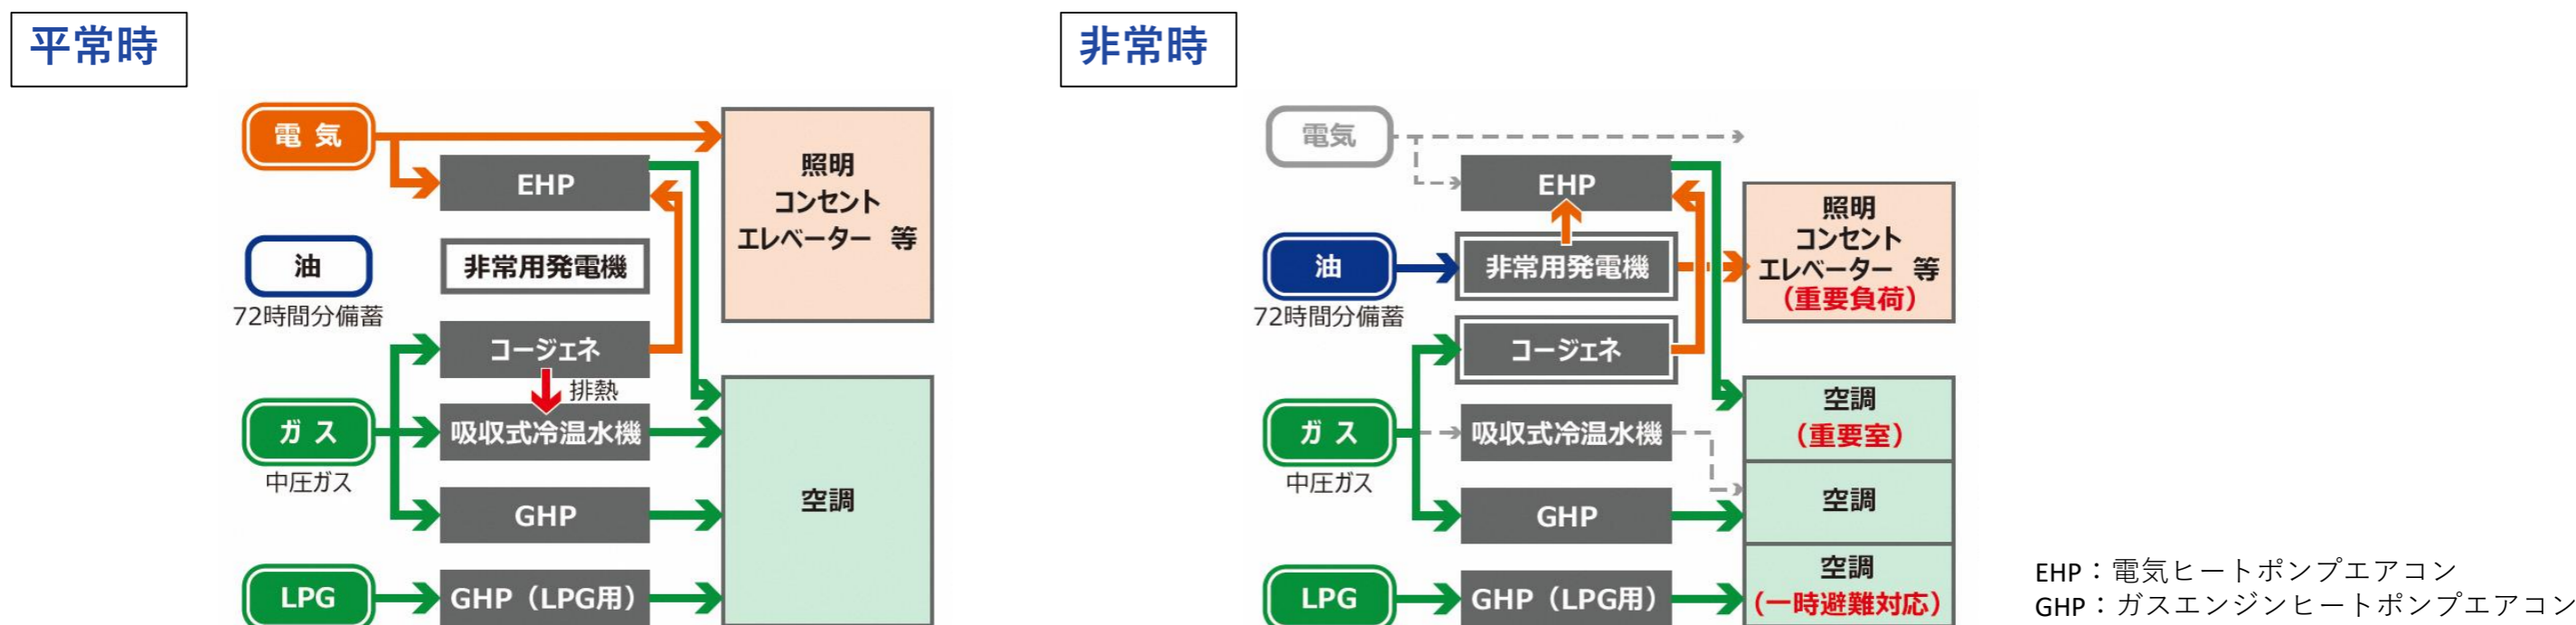 平常時
電 気
EHP
照明
コンセント
エレベーター 等
油
72時間分備蓄
非常用発電機
コージェネ
排熱
ガ ス
中圧ガス
吸収式冷温水機
空調
GHP
LPG
GHP（LPG用）
非常時
電気
EHP
照明
コンセント
エレベーター 等
（重要負荷）
油
72時間分備蓄
非常用発電機
コージェネ
空調
（重要室）
ガ ス
中圧ガス
吸収式冷温水機
空調
GHP
LPG
GHP（LPG用）
空調
（一時避難対応）
EHP：電気ヒートポンプエアコン
GHP：ガスエンジンヒートポンプエアコン